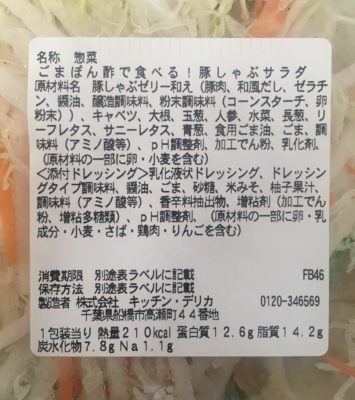 名称 惣菜
ごまぽん酢で食べる！豚しゃぶサラダ
原材料名 豚しゃぶゼリー和え（豚肉、和風だし、ゼラチ
ン、醤油、醸造調味料、粉末調味料（コーンスターチ、卵
粉末））、キャベツ、大根、玉葱、人参、水菜、長葱、リ
ーフレタス、サニーレタス、青葱、食用ごま油、ごま、調
味料（アミノ酸等）、pH調整剤、加工でん粉、乳化剤、
（原材料の一部に卵・小麦を含む）
<添付ドレッシング>乳化液状ドレッシング、ドレッシ
ングタイプ調味料、醤油、ごま、砂糖、米みそ、柚子果汁、
調味料（アミノ酸等）、香辛料抽出物、増粘剤（加工でん
粉、増粘多糖類）、pH調整剤、（原材料の一部に卵・乳
成分・小麦・さば・鶏肉・りんごを含む）
消費期限 別途表ラベルに記載 FB46
保存方法 別途表ラベルに記載
製造者 株式会社 キッチン・デリカ 0120-346569
千葉県船橋市高瀬町４４番地
1包装当り 熱量210kcal 蛋白質12.6g 脂質14.2g
炭水化物7.8g Na1.1g